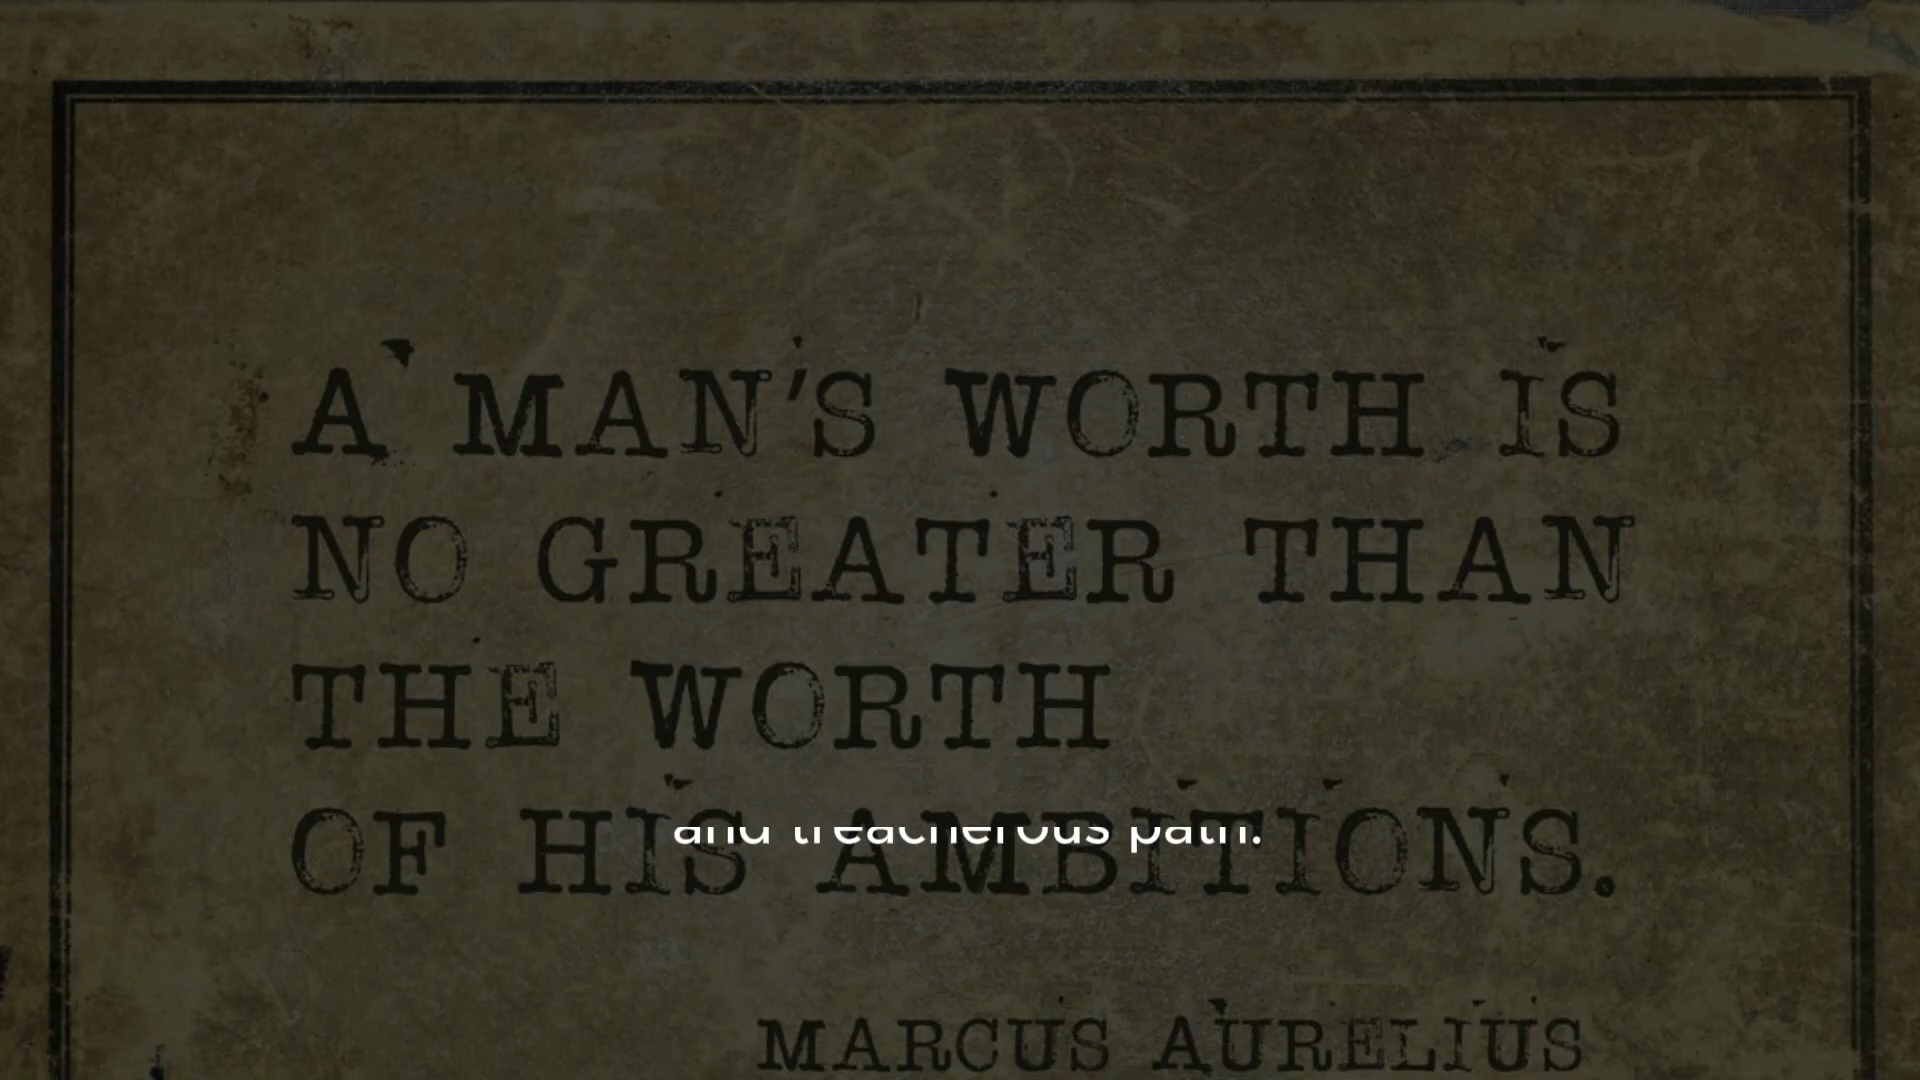 A MAN'S WORTH IS
NO GREATER THAN
THE WORTH
OF HIS AMBITIONS.
and treacherous path.
MARCUS AURELIUS